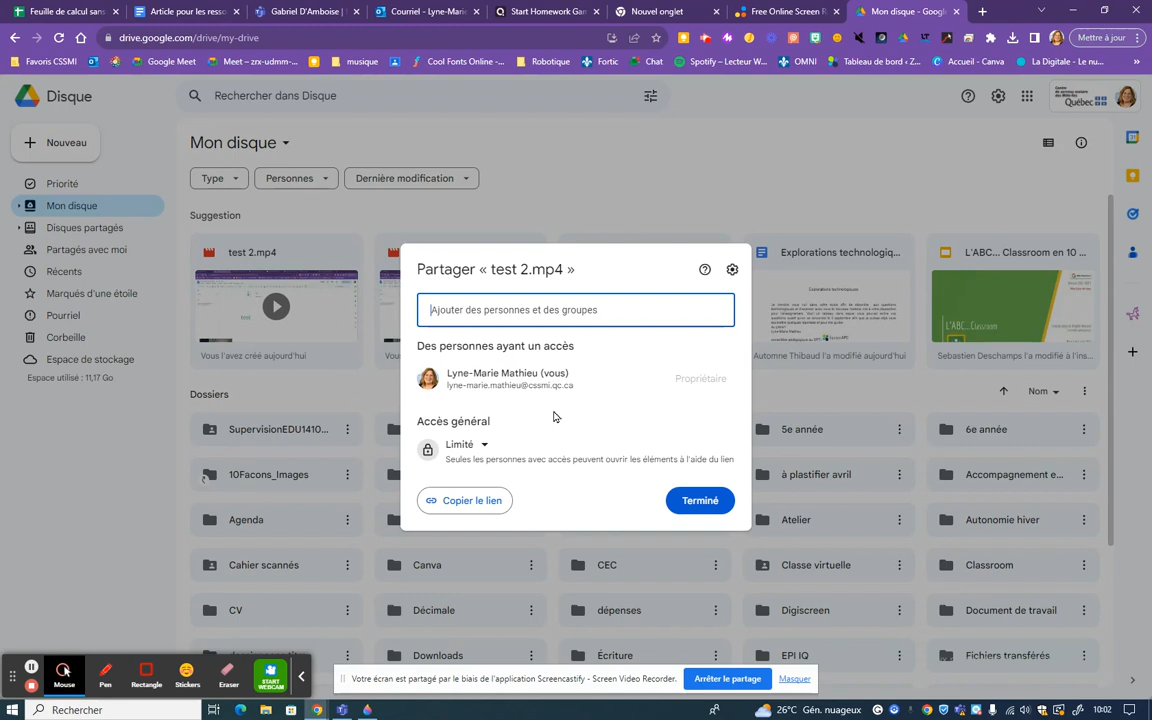 Feuille de calcul sans
Article pour les resso
Gabriel D'Amboise |
Courriel - Lyne-Marie
Start Homework Gan
Nouvel onglet
Free Online Screen R
Mon disque - Google
drive.google.com/drive/my-drive
Mettre à jour
Favoris CSSMI
Google Meet
Meet – zrx-udmm-...
musique
Cool Fonts Online -...
Robotique
Fortic
Chat
Spotify – Lecteur W...
OMNI
Tableau de bord ‹ Z...
Accueil - Canva
La Digitale - Le nu...
Disque
Rechercher dans Disque
Québec
Nouveau
Mon disque
Type
Personnes
Dernière modification
Priorité
Mon disque
Disques partagés
Partagés avec moi
Récents
Marqués d'une étoile
Pourriel
Corbeille
Espace de stockage
Espace utilisé : 11,17 Go
Suggestion
test 2.mp4
Explorations technologiq...
L'ABC... Classroom en 10 ...
Explorations technologiques
L'ABC...Classroom
Vous l'avez créé aujourd'hui
Vous l'avez créé
Automne Thibaud l'a modifié aujourd'hui
Sebastien Deschamps l'a modifié à l'ins...
Partager « test 2.mp4 »
Ajouter des personnes et des groupes
Des personnes ayant un accès
Lyne-Marie Mathieu (vous)
lyne-marie.mathieu@cssmi.qc.ca
Propriétaire
Accès général
Limité
Seules les personnes avec accès peuvent ouvrir les éléments à l'aide du lien
Copier le lien
Terminé
Dossiers
Nom
SupervisionEDU1410...
5e année
6e année
10Facons_Images
à plastifier avril
Accompagnement e...
Agenda
Atelier
Autonomie hiver
Cahier scannés
Canva
CEC
Classe virtuelle
Classroom
CV
Décimale
dépenses
Digiscreen
Document de travail
Downloads
Écriture
EPI IQ
Fichiers transférés
Mouse
Pen
Rectangle
Stickers
Eraser
START
WEBCAM
Votre écran est partagé par le biais de l'application Screencastify - Screen Video Recorder.
Arrêter le partage
Masquer
Rechercher
26°C Gén. nuageux
10:02